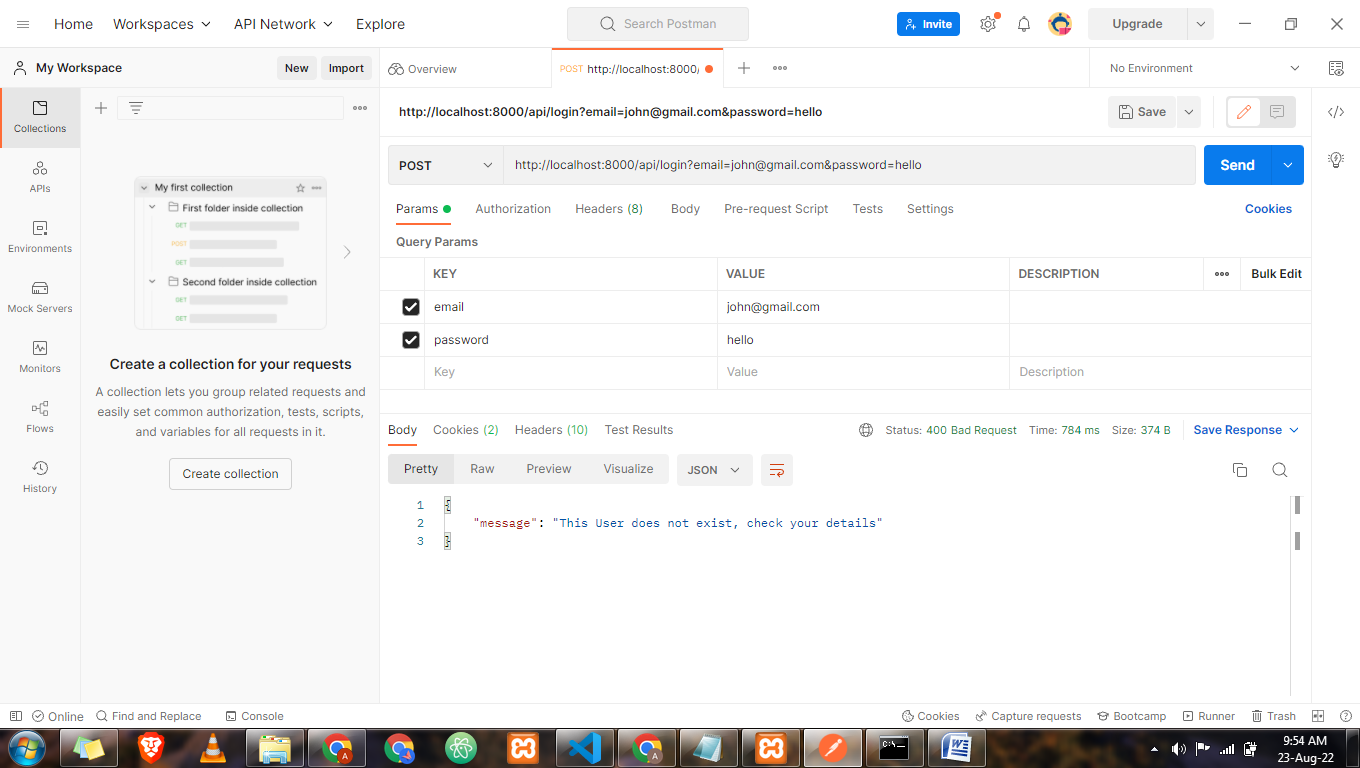 Home Workspaces API Network Explore Search Postman Invite Upgrade
My Workspace New Import Overview POST http://localhost:8000/ No Environment
http://localhost:8000/api/login?email=john@gmail.com&password=hello Save
Collections
APIs
Environments
Mock Servers
Monitors
Flows
History
My first collection
First folder inside collection
GET
POST
GET
Second folder inside collection
GET
GET
Create a collection for your requests
A collection lets you group related requests and
easily set common authorization, tests, scripts,
and variables for all requests in it.
Create collection
POST http://localhost:8000/api/login?email=john@gmail.com&password=hello Send
Params Authorization Headers (8) Body Pre-request Script Tests Settings Cookies
Query Params
KEY VALUE DESCRIPTION Bulk Edit
email john@gmail.com
password hello
Key Value Description
Body Cookies (2) Headers (10) Test Results Status: 400 Bad Request Time: 784 ms Size: 374 B Save Response
Pretty Raw Preview Visualize JSON
1 {
2 "message": "This User does not exist, check your details"
3 }
Online Find and Replace Console Cookies Capture requests Bootcamp Runner Trash
9:54 AM
23-Aug-22